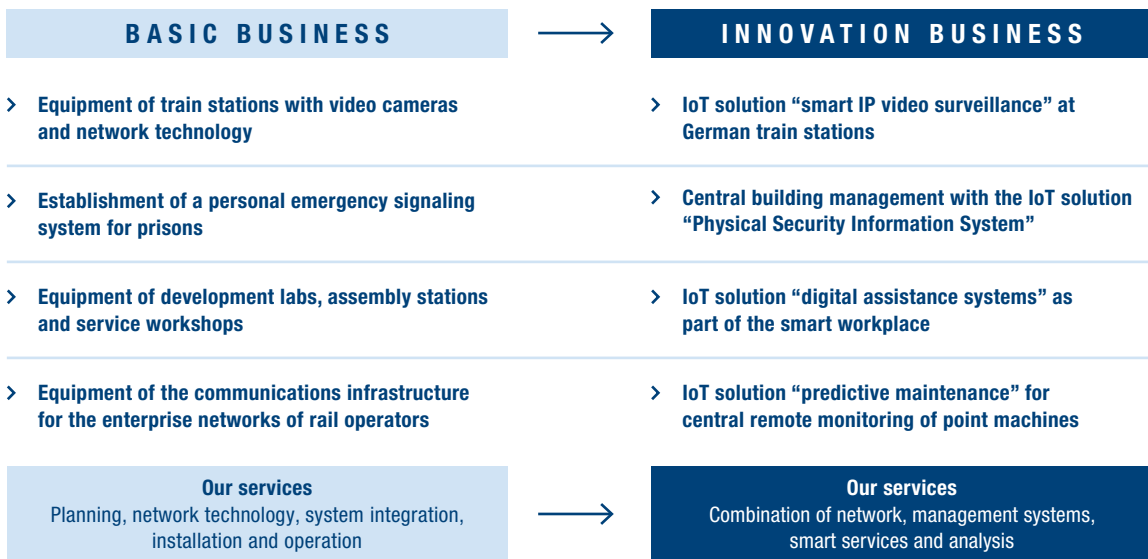 BASIC BUSINESS
INNOVATION BUSINESS
Equipment of train stations with video cameras
and network technology
IoT solution “smart IP video surveillance” at
German train stations
Establishment of a personal emergency signaling
system for prisons
Central building management with the IoT solution
“Physical Security Information System”
Equipment of development labs, assembly stations
and service workshops
IoT solution “digital assistance systems” as
part of the smart workplace
Equipment of the communications infrastructure
for the enterprise networks of rail operators
IoT solution “predictive maintenance” for
central remote monitoring of point machines
Our services
Planning, network technology, system integration,
installation and operation
Our services
Combination of network, management systems,
smart services and analysis